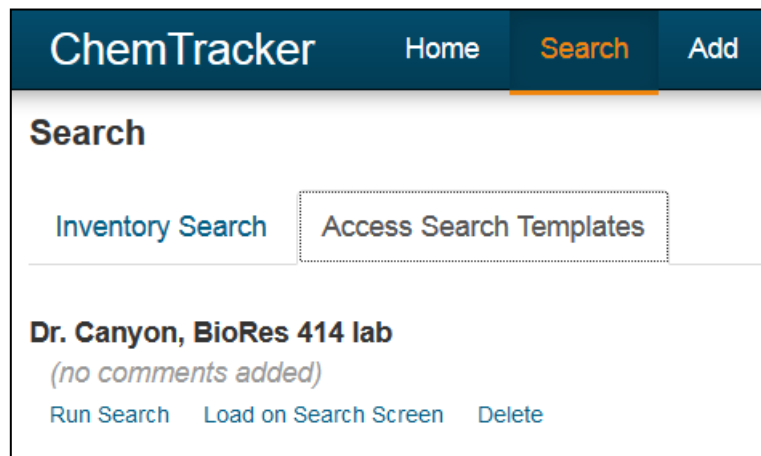 ChemTracker Home Search Add
Search
Inventory Search Access Search Templates
Dr. Canyon, BioRes 414 lab
(no comments added)
Run Search Load on Search Screen Delete